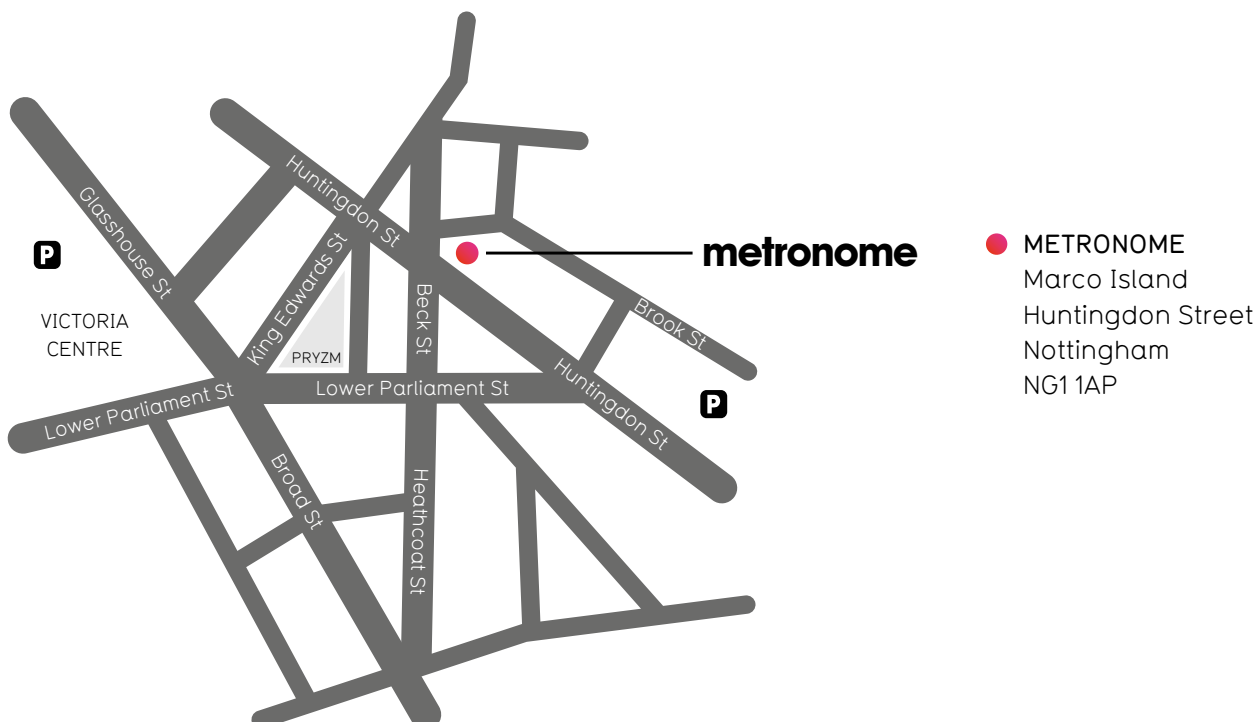 Huntingdon St
Glasshouse St
P
VICTORIA
CENTRE
King Edwards St
PRYZM
Beck St
metronome
Brook St
Lower Parliament St
Lower Parliament St
Huntingdon St
P
Broad St
Heathcoat St
METRONOME
Marco Island
Huntingdon Street
Nottingham
NG1 1AP